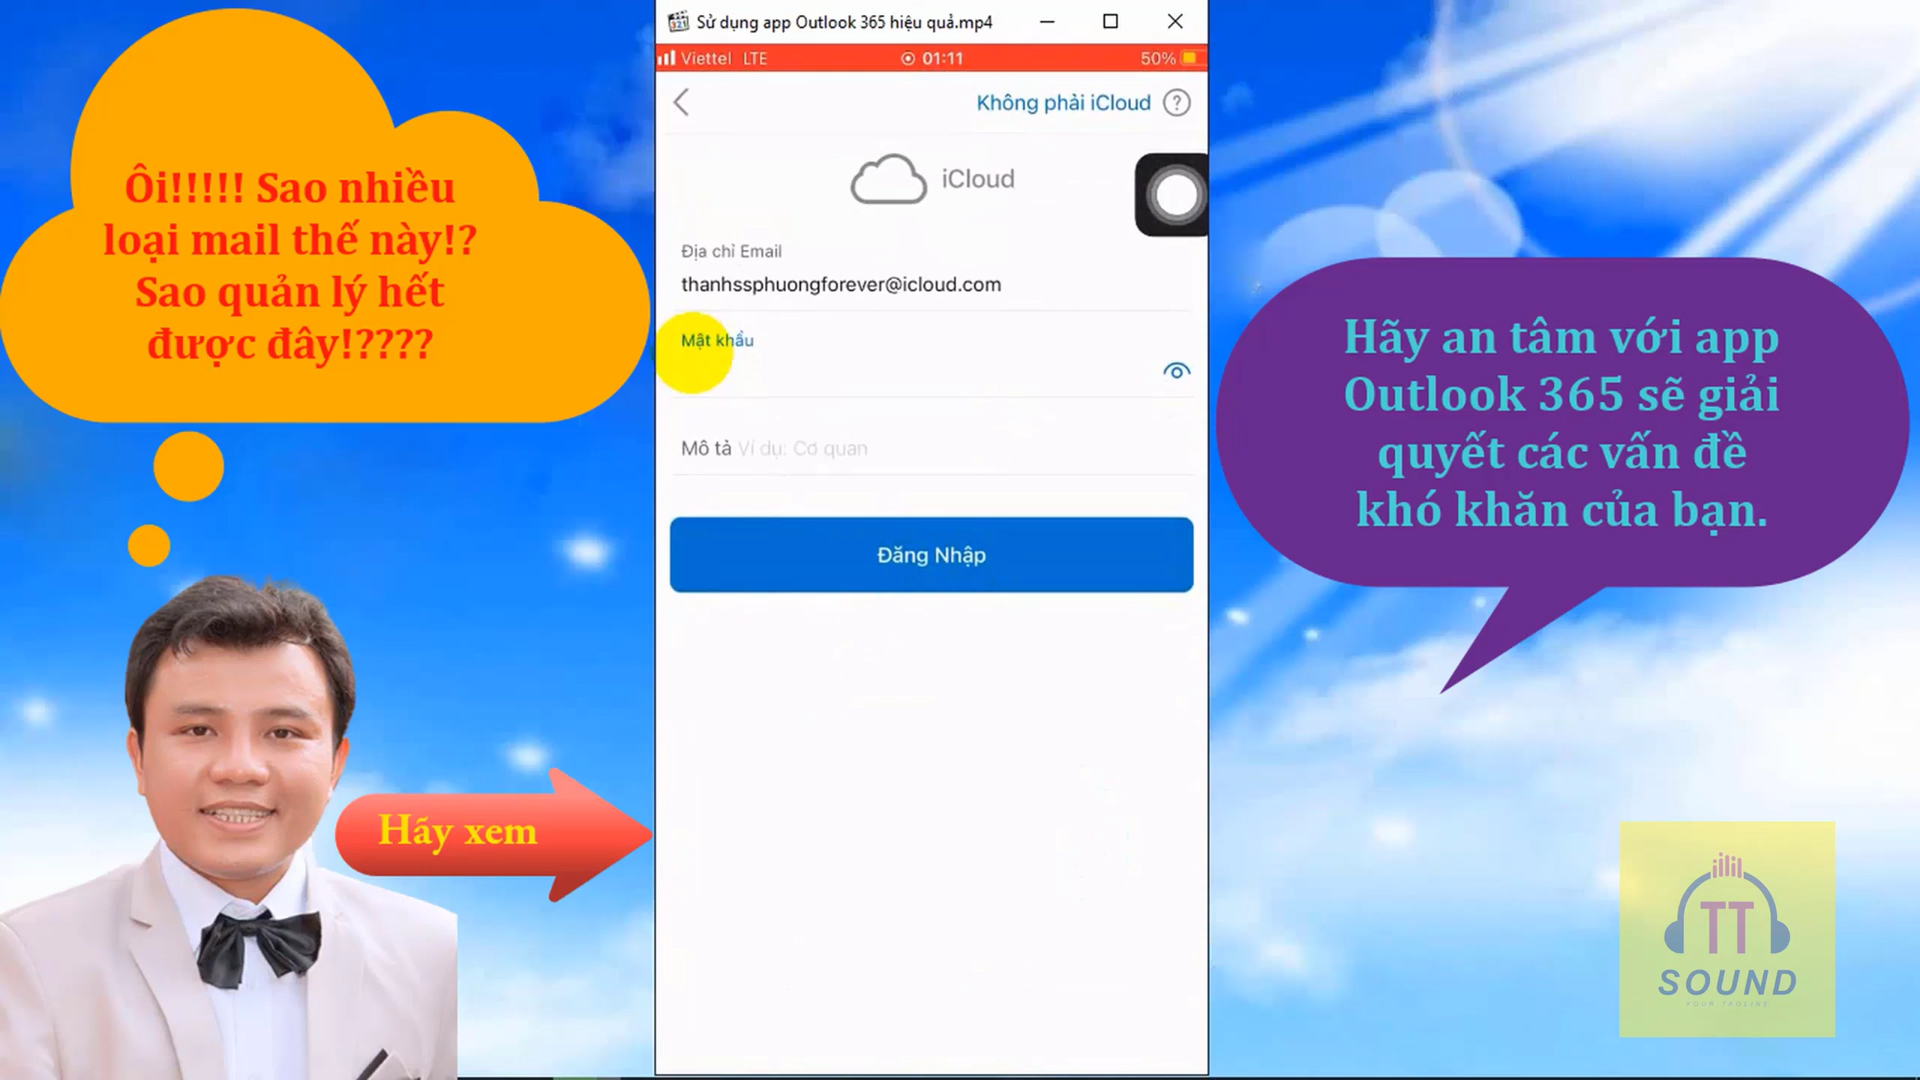 Ôi!!!!! Sao nhiều
loại mail thế này!?
Sao quản lý hết
được đây!????
Hãy xem
Sử dụng app Outlook 365 hiệu quả.mp4
Viettel LTE
01:11
50%
Không phải iCloud
?
iCloud
Địa chỉ Email
thanhssphuongforever@icloud.com
Mật khẩu
Mô tả Ví dụ: Cơ quan
Đăng Nhập
Hãy an tâm với app
Outlook 365 sẽ giải
quyết các vấn đề
khó khăn của bạn.
TT
SOUND
YOUR TAGLINE